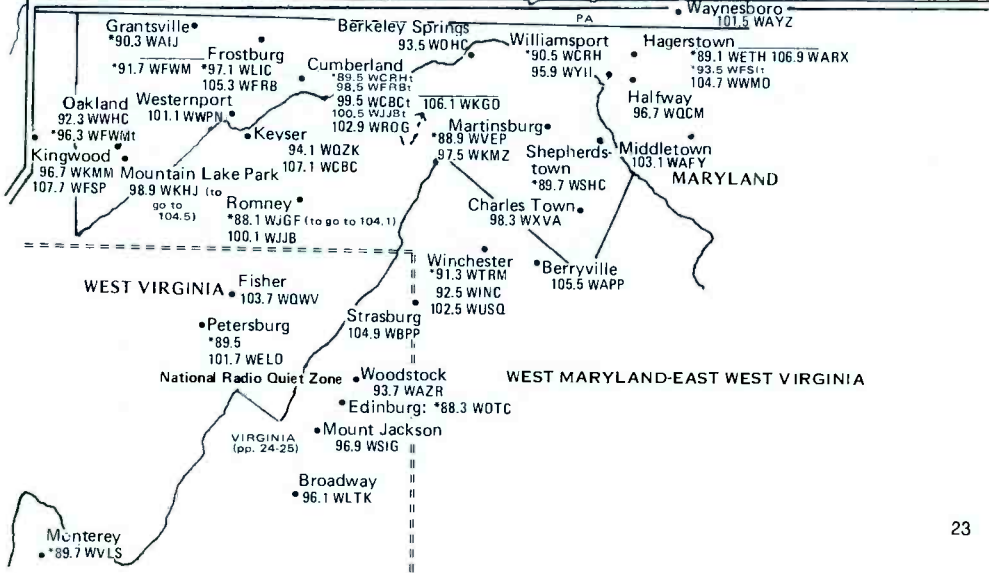 PA
Waynesboro
101.5 WAYZ
Grantsville
*90.3 WAIJ
Frostburg
*91.7 WFWM *97.1 WLIC
105.3 WFRB
Berkeley Springs
93.5 WDHC
Cumberland
*89.5 WCRHt
98.5 WFRBt
99.5 WCBCt
100.5 WJJBt
102.9 WROG
106.1 WKGO
Williamsport
*90.5 WCRH
95.9 WYII
Hagerstown
*89.1 WETH 106.9 WARX
*93.5 WFSIt
104.7 WWMO
Halfway
96.7 WQCM
Oakland
92.3 WWHC
*96.3 WFWMt
Westernport
101.1 WWPN
Keyser
94.1 WQZK
107.1 WCBC
Martinsburg
*88.9 WVEP
97.5 WKMZ
Shepherds-
town
*89.7 WSHC
Middletown
103.1 WAFY
MARYLAND
Kingwood
96.7 WKMM
107.7 WFSP
Mountain Lake Park
98.9 WKHJ (to
go to
104.5)
Romney
*88.1 WJGF (to go to 104.1)
100.1 WJJB
Charles Town
98.3 WXVA
Winchester
*91.3 WTRM
92.5 WINC
102.5 WUSQ
Berryville
105.5 WAPP
WEST VIRGINIA
Fisher
103.7 WQWV
Petersburg
*89.5
101.7 WELD
Strasburg
104.9 WBPP
National Radio Quiet Zone
Woodstock
93.7 WAZR
WEST MARYLAND-EAST WEST VIRGINIA
Edinburg: *88.3 WOTC
VIRGINIA
(pp. 24-25)
Mount Jackson
96.9 WSIG
Broadway
96.1 WLTK
Monterey
*89.7 WVLS
23